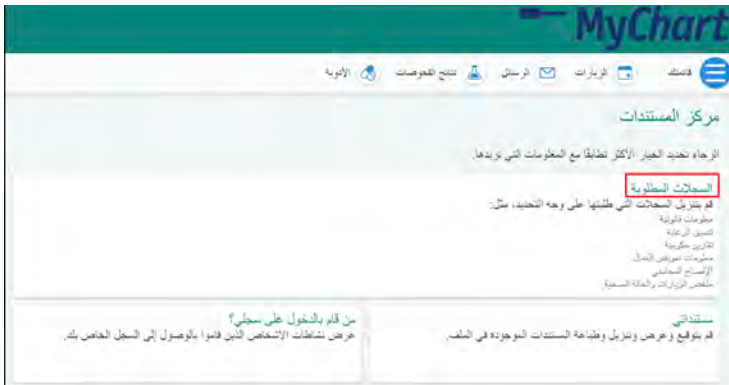 MyChart
قائمتك
الزيارات
الرسائل
نتائج الفحوصات
الأدوية
مركز المستندات
الرجاء تحديد الخيار الأكثر تطابقًا مع المعلومات التي تريدها.
السجلات المطلوبة
قم بتنزيل السجلات التي طلبتها على وجه التحديد، مثل:
معلومات قانونية
تنسيق الرعاية
تقارير حكومية
معلومات تعويض العمال
الإفصاح المحاسبي
ملخص الزيارات والحالة الصحية
مستنداتي
قم بتوقيع وعرض وتنزيل وطباعة المستندات الموجودة في الملف.
من قام بالدخول على سجلي؟
عرض نشاطات الإشخاص الذين قاموا بالوصول إلى السجل الخاص بك.